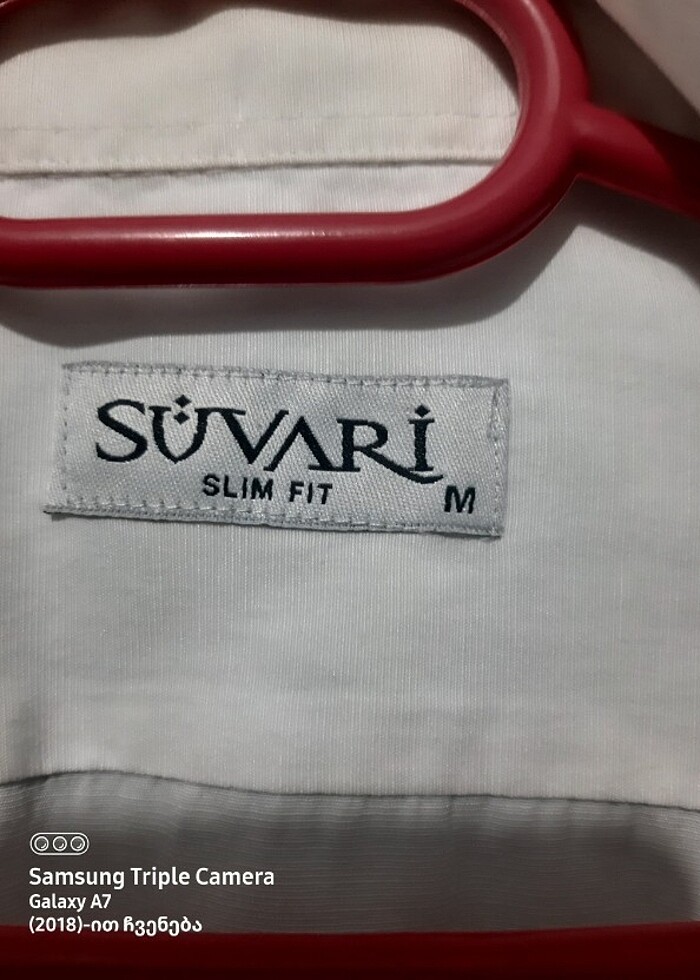 SÜVARİ
SLIM FIT
M
Samsung Triple Camera
Galaxy A7
(2018)-ით ჩვენება